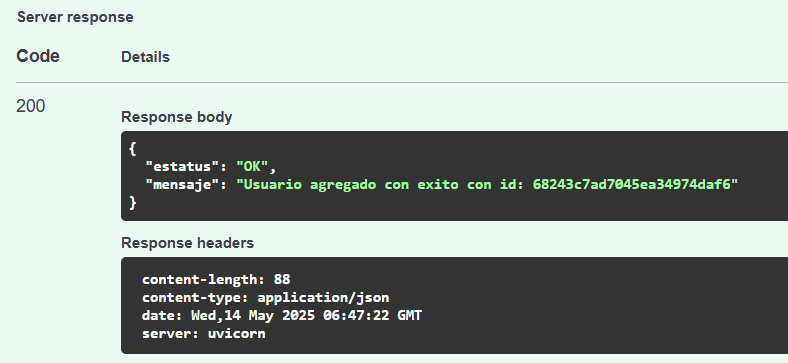 Server response
Code Details
200
Response body
{
"estatus": "OK",
"mensaje": "Usuario agregado con exito con id: 68243c7ad7045ea34974daf6"
}
Response headers
content-length: 88
content-type: application/json
date: Wed,14 May 2025 06:47:22 GMT
server: uvicorn